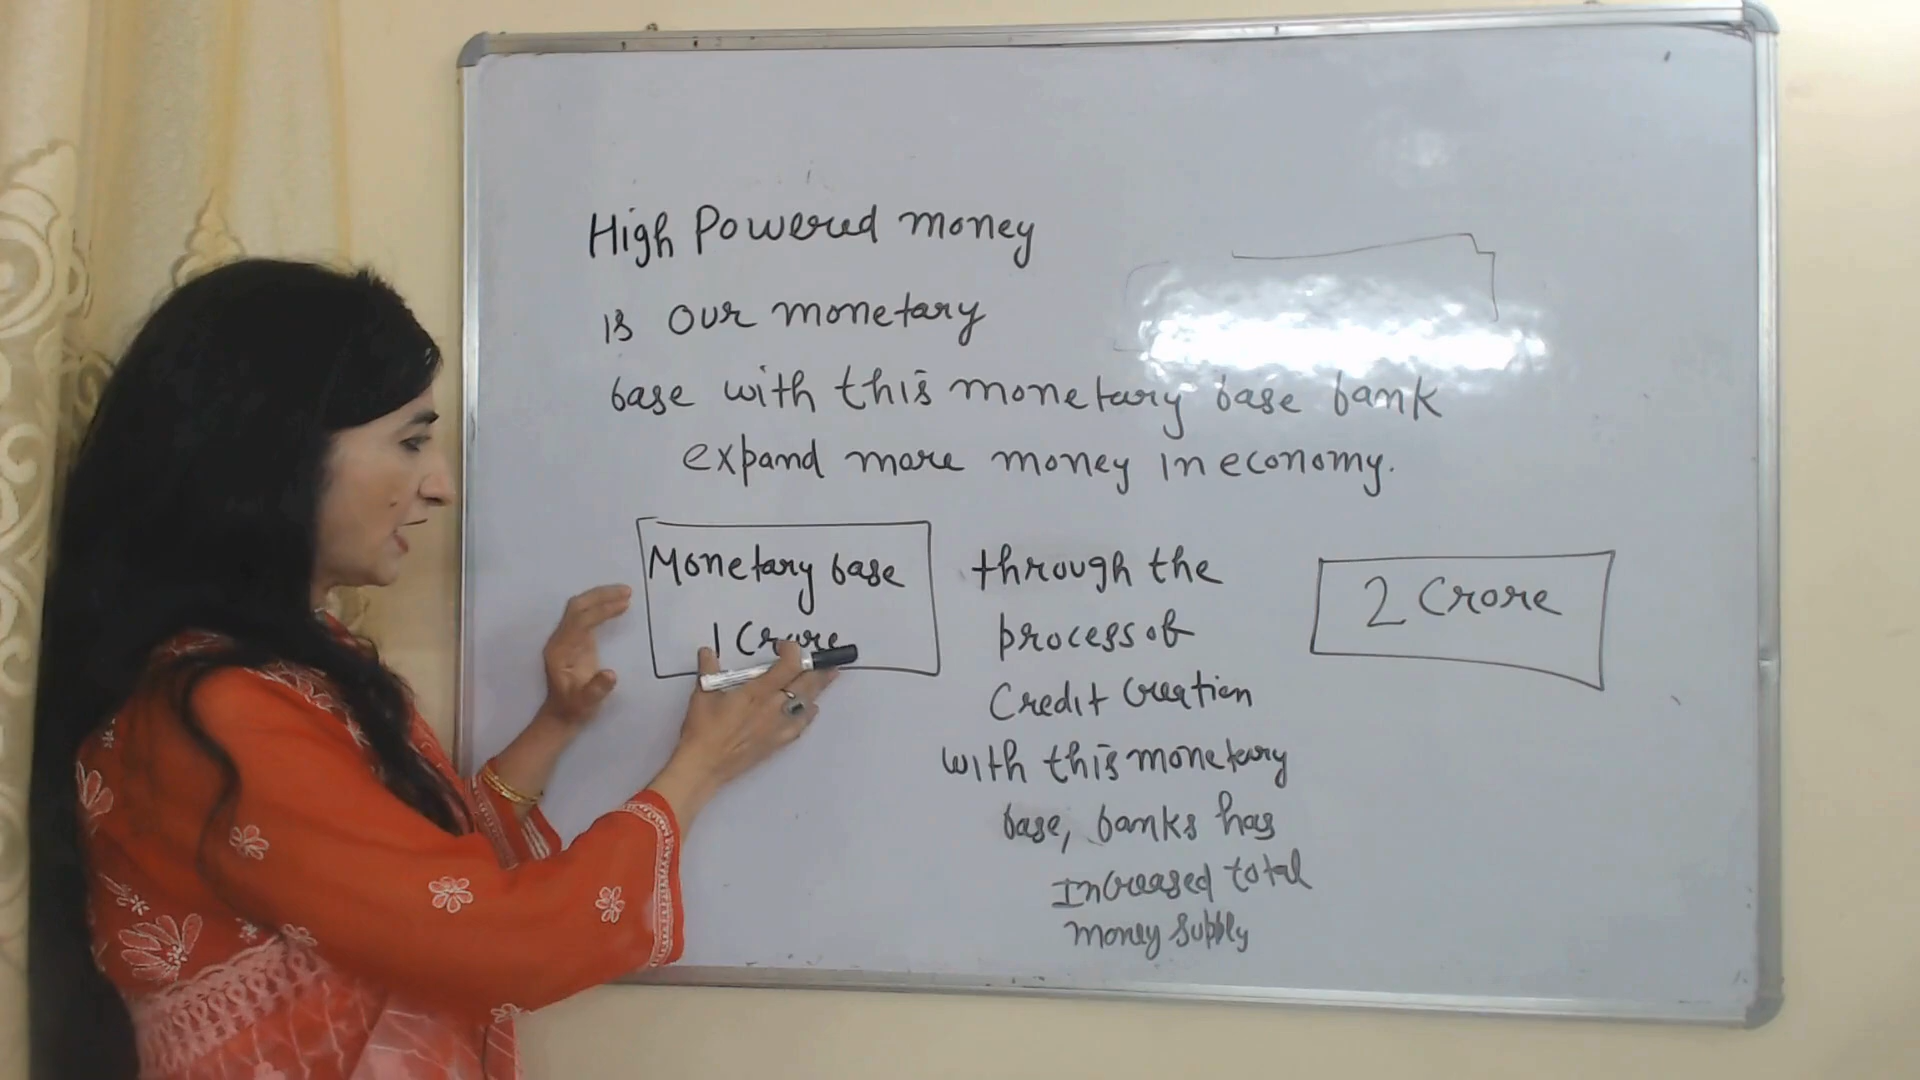 High Powered money
is our monetary
base with this monetary base bank
expand more money in economy.
Monetary base
1 Crore
through the
process of
Credit Creation
with this monetary
base, banks has
Increased total
money supply
2 Crore